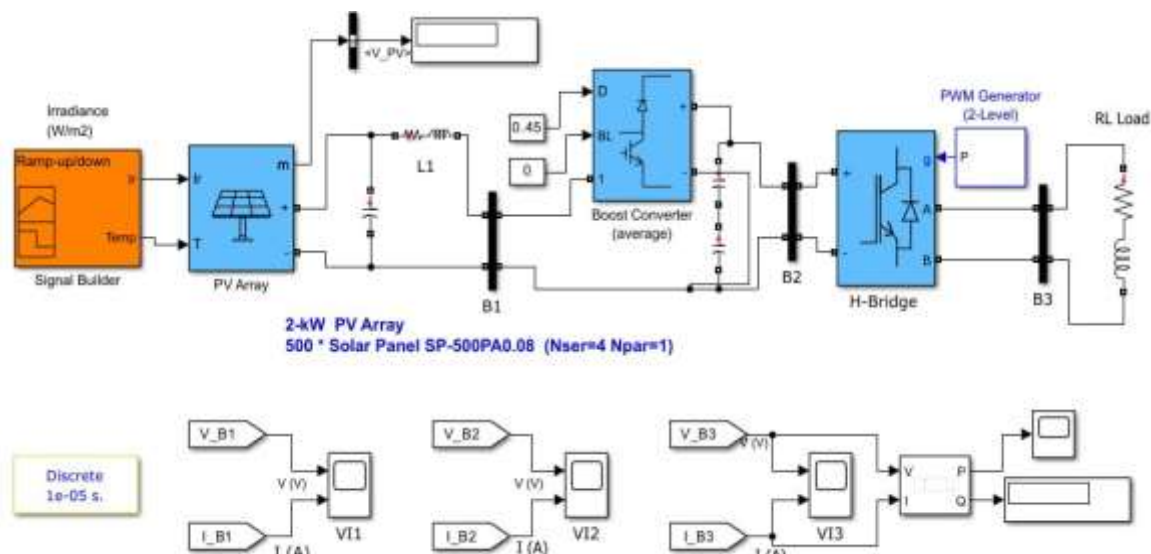 <V_PV>
Irradiance
(W/m2)
Ramp-up/down
Ir
Temp
Signal Builder
Ir
T
m
+
-
PV Array
L1
B1
0.45
0
D
BL
1
+
-
Boost Converter
(average)
B2
+
-
g
A
B
H-Bridge
PWM Generator
(2-Level)
P
B3
RL Load
2-kW PV Array
500 * Solar Panel SP-500PA0.08 (Nser=4 Npar=1)
Discrete
1e-05 s.
V_B1
V (V)
I_B1
I (A)
VI1
V_B2
V (V)
I_B2
I (A)
VI2
V_B3
V (V)
I_B3
I (A)
VI3
V
I
P
Q